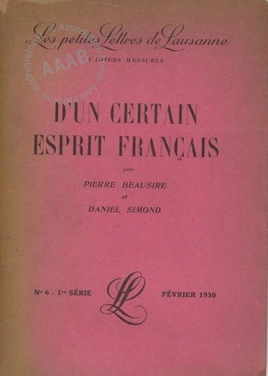 Les petites Lettres de Lausanne
CAHIERS MENSUELS
D'UN CERTAIN
ESPRIT FRANÇAIS
par
PIERRE BEAUSIRE
et
DANIEL SIMOND
N° 6 - 1re SÉRIE
FÉVRIER 1930
AAAB